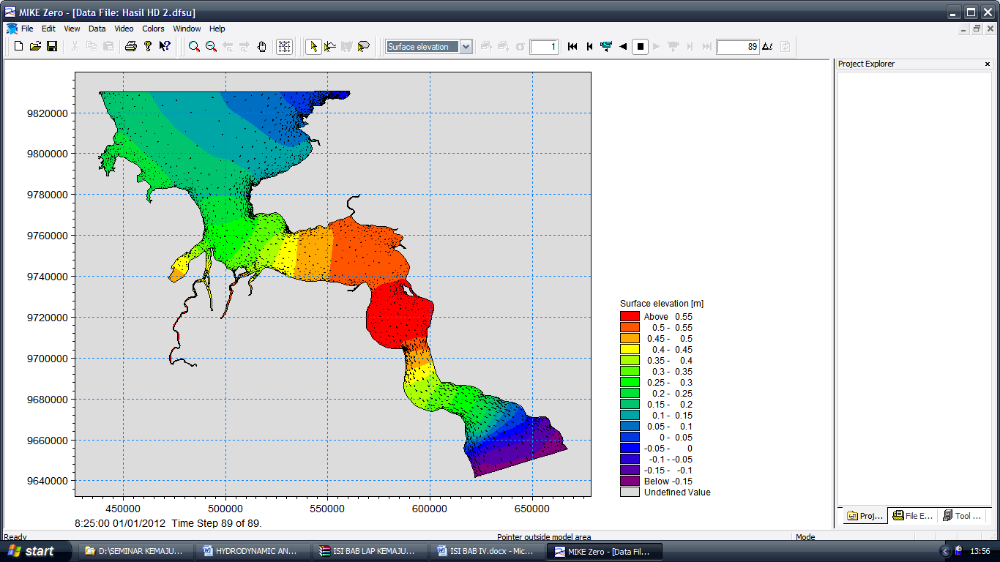 MIKE Zero - [Data File: Hasil HD 2.dfsu]
File Edit View Data Video Colors Window Help
Surface elevation
1
89
Δt
Project Explorer
9820000
9800000
9780000
9760000
9740000
9720000
9700000
9680000
9660000
9640000
450000 500000 550000 600000 650000
Surface elevation [m]
Above 0.55
0.5 - 0.55
0.45 - 0.5
0.4 - 0.45
0.35 - 0.4
0.3 - 0.35
0.25 - 0.3
0.2 - 0.25
0.15 - 0.2
0.1 - 0.15
0.05 - 0.1
0 - 0.05
-0.05 - 0
-0.1 - -0.05
-0.15 - -0.1
Below -0.15
Undefined Value
8:25:00 01/01/2012 Time Step 89 of 89.
Proj... File E... Tool ...
Ready Pointer outside model area Mode
start D:\SEMINAR KEMAJU... HYDRODYNAMIC AN... ISI BAB LAP KEMAJU... ISI BAB IV.docx - Mic... MIKE Zero - [Data Fil... 13:56